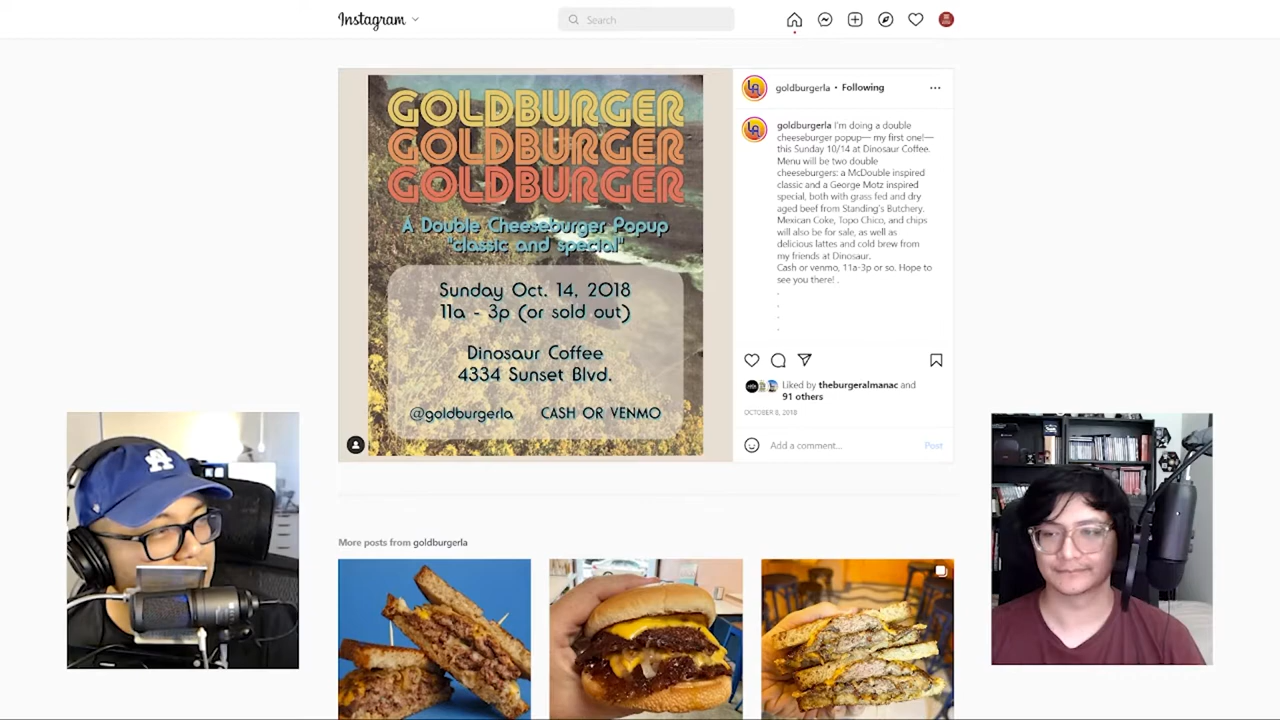 Instagram
Search
GOLDBURGER
GOLDBURGER
GOLDBURGER
A Double Cheeseburger Popup
"classic and special"
Sunday Oct. 14, 2018
11a - 3p (or sold out)
Dinosaur Coffee
4334 Sunset Blvd.
@goldburgerla CASH OR VENMO
goldburgerla • Following
goldburgerla I'm doing a double
cheeseburger popup— my first one!—
this Sunday 10/14 at Dinosaur Coffee.
Menu will be two double
cheeseburgers: a McDouble inspired
classic and a George Motz inspired
special, both with grass fed and dry
aged beef from Standing's Butchery.
Mexican Coke, Topo Chico, and chips
will also be for sale, as well as
delicious lattes and cold brew from
my friends at Dinosaur.
Cash or venmo, 11a-3p or so. Hope to
see you there! .
.
.
.
.
Liked by theburgeralmanac and
91 others
OCTOBER 8, 2018
Add a comment... Post
More posts from goldburgerla
LA